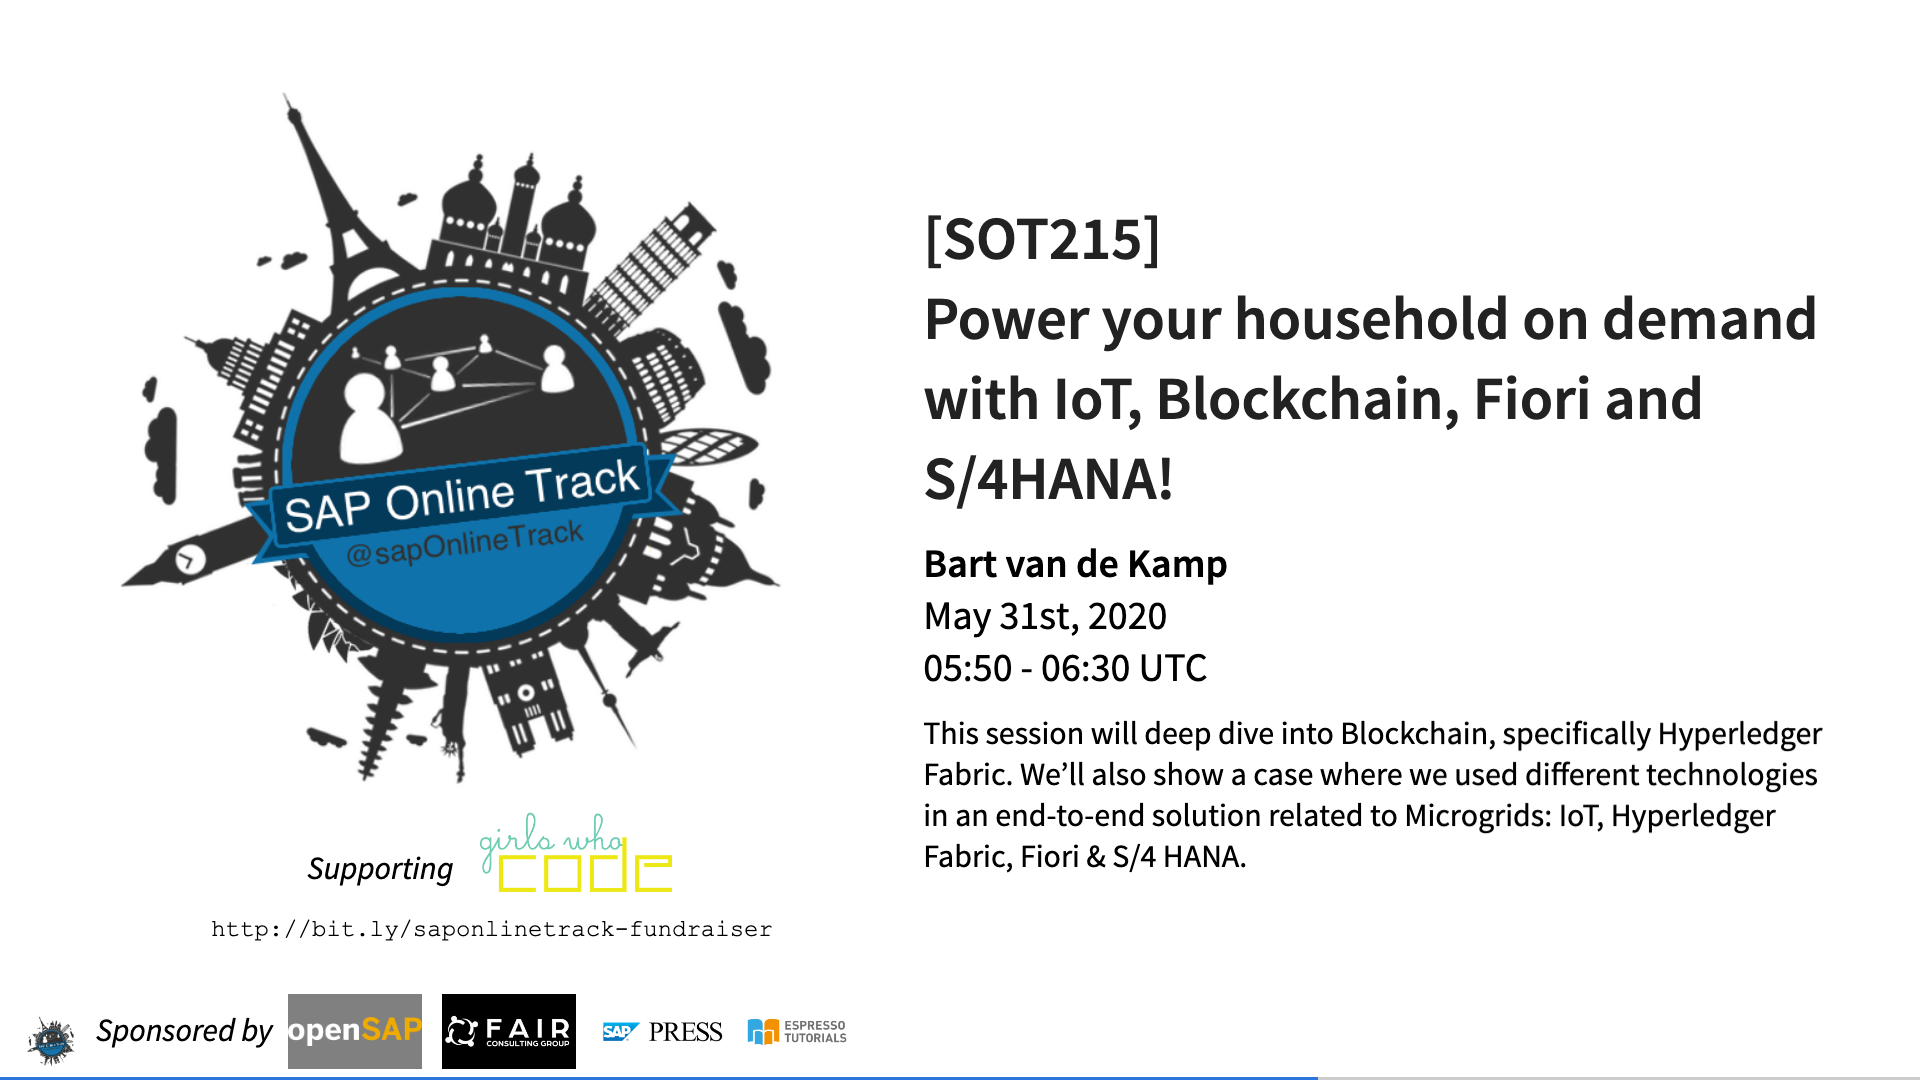 [SOT215]
Power your household on demand
with IoT, Blockchain, Fiori and
S/4HANA!
Bart van de Kamp
May 31st, 2020
05:50 - 06:30 UTC
This session will deep dive into Blockchain, specifically Hyperledger
Fabric. We’ll also show a case where we used different technologies
in an end-to-end solution related to Microgrids: IoT, Hyperledger
Fabric, Fiori & S/4 HANA.
SAP Online Track
@sapOnlineTrack
Supporting
girls who
code
http://bit.ly/saponlinetrack-fundraiser
Sponsored by
openSAP
FAIR
CONSULTING GROUP
SAP PRESS
ESPRESSO
TUTORIALS